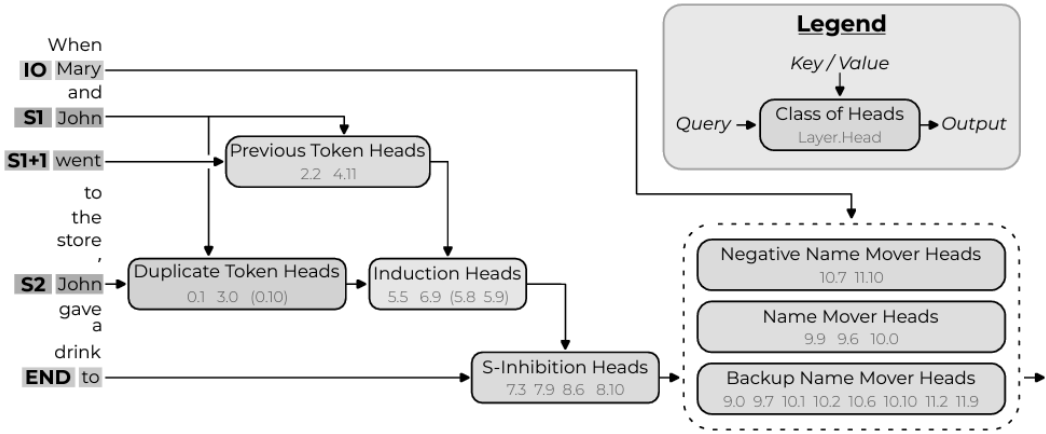 When
IO Mary
and
S1 John
S1+1 went
to
the
store
,
S2 John
gave
a
drink
END to
Previous Token Heads
2.2 4.11
Duplicate Token Heads
0.1 3.0 (0.10)
Induction Heads
5.5 6.9 (5.8 5.9)
S-Inhibition Heads
7.3 7.9 8.6 8.10
Legend
Key / Value
Query
Class of Heads
Layer.Head
Output
Negative Name Mover Heads
10.7 11.10
Name Mover Heads
9.9 9.6 10.0
Backup Name Mover Heads
9.0 9.7 10.1 10.2 10.6 10.10 11.2 11.9